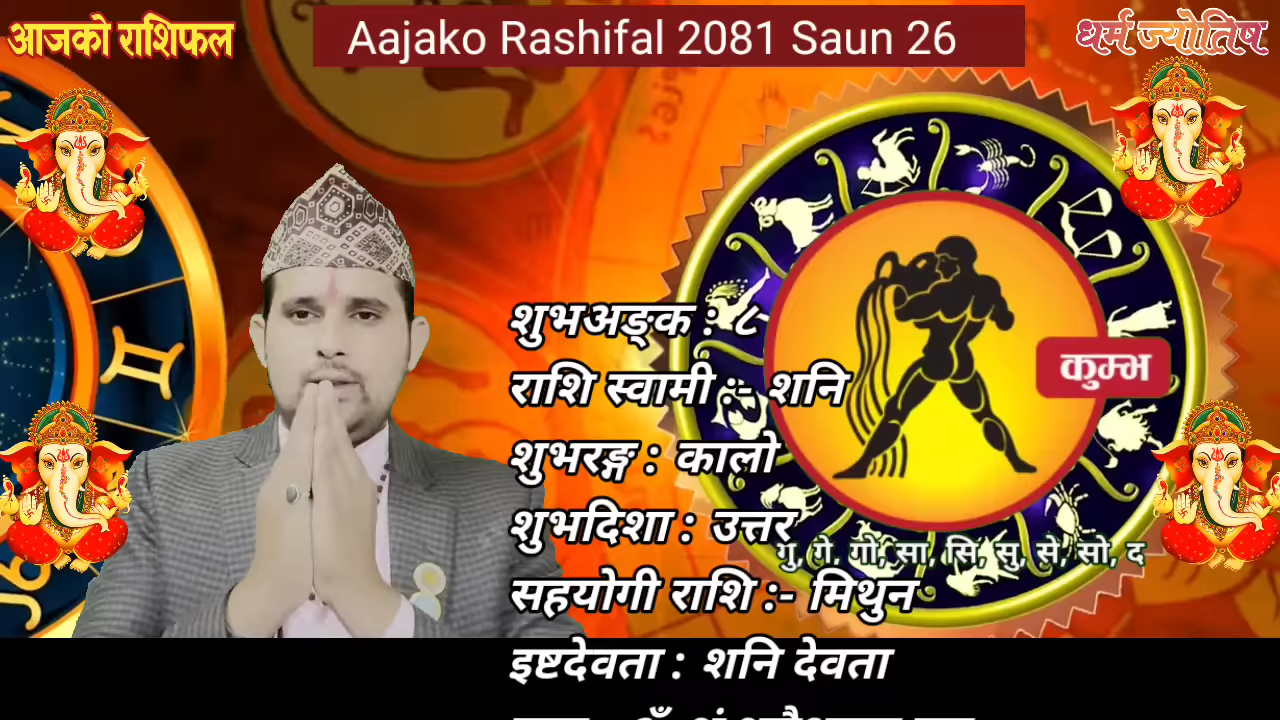 आजको राशिफल
Aajako Rashifal 2081 Saun 26
धर्म ज्योतिष
शुभअङ्क : ८
राशि स्वामी :- शनि
कुम्भ
शुभरङ्ग : कालो
शुभदिशा : उत्तर
गु, गे, गो, सा, सि, सु, से, सो, द
सहयोगी राशि :- मिथुन
इष्टदेवता : शनि देवता